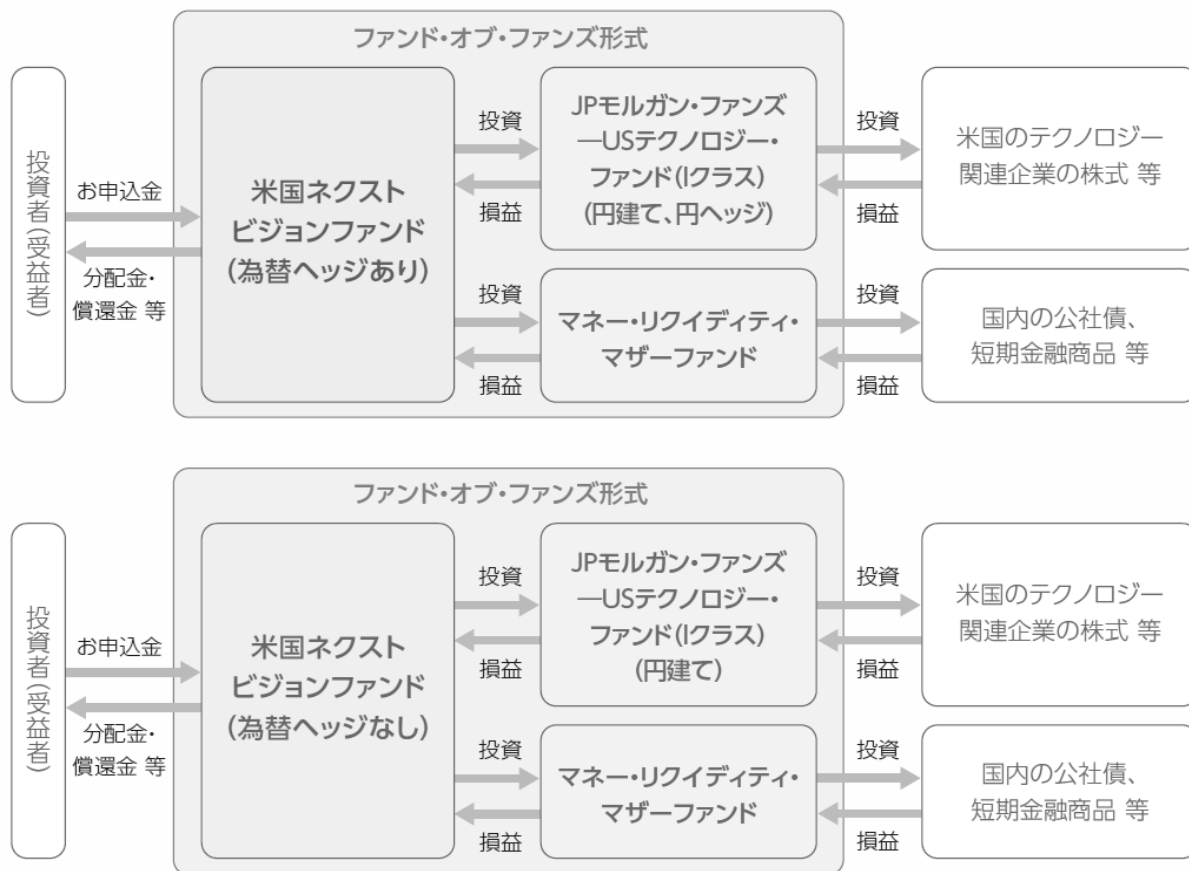 ファンド・オブ・ファンズ形式
投資者(受益者)
お申込金
分配金・
償還金 等
米国ネクスト
ビジョンファンド
(為替ヘッジあり)
投資
損益
JPモルガン・ファンズ
―USテクノロジー・
ファンド(Iクラス)
(円建て、円ヘッジ)
投資
損益
米国のテクノロジー
関連企業の株式 等
投資
損益
マネー・リクイディティ・
マザーファンド
投資
損益
国内の公社債、
短期金融商品 等
ファンド・オブ・ファンズ形式
投資者(受益者)
お申込金
分配金・
償還金 等
米国ネクスト
ビジョンファンド
(為替ヘッジなし)
投資
損益
JPモルガン・ファンズ
―USテクノロジー・
ファンド(Iクラス)
(円建て)
投資
損益
米国のテクノロジー
関連企業の株式 等
投資
損益
マネー・リクイディティ・
マザーファンド
投資
損益
国内の公社債、
短期金融商品 等